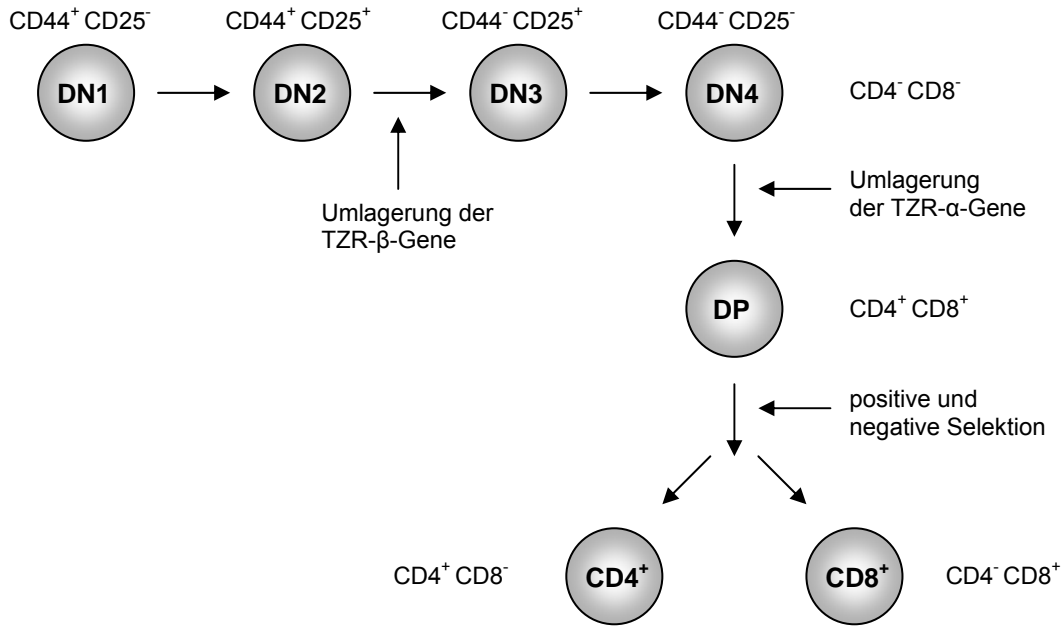 CD44⁺ CD25⁻ CD44⁺ CD25⁺ CD44⁻ CD25⁺ CD44⁻ CD25⁻
DN1 DN2 DN3 DN4 CD4⁻ CD8⁻
Umlagerung der
TZR-β-Gene
Umlagerung
der TZR-α-Gene
DP CD4⁺ CD8⁺
positive und
negative Selektion
CD4⁺ CD8⁻ CD4⁺ CD8⁺ CD4⁻ CD8⁺